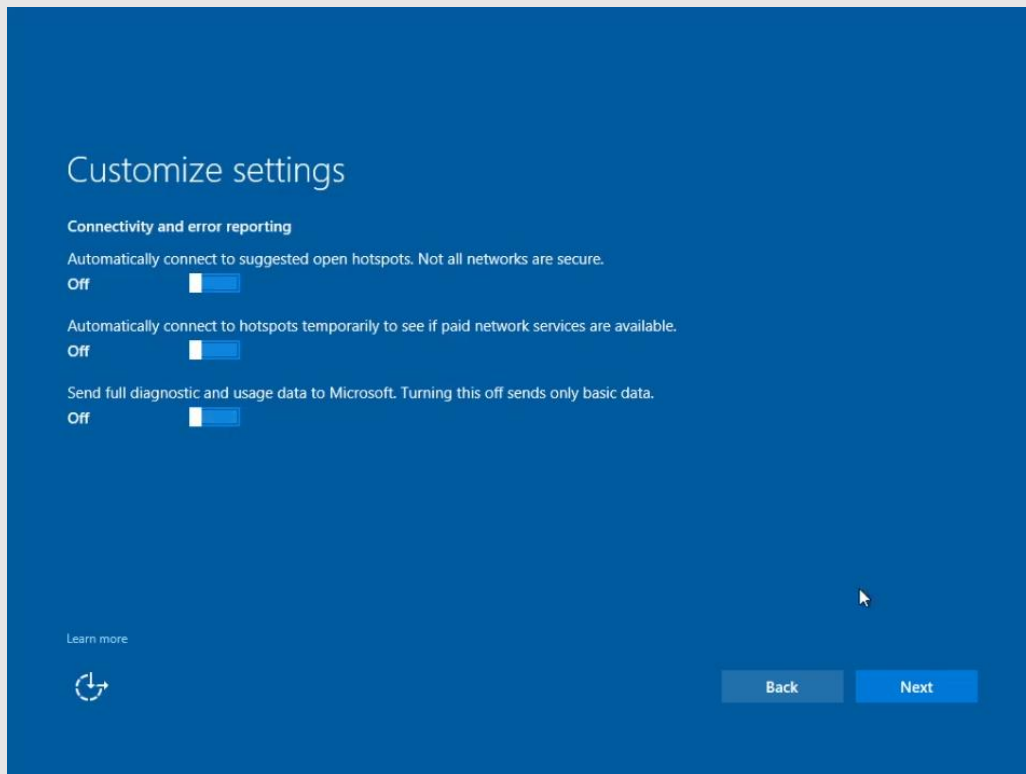 Customize settings
Connectivity and error reporting
Automatically connect to suggested open hotspots. Not all networks are secure.
Off
Automatically connect to hotspots temporarily to see if paid network services are available.
Off
Send full diagnostic and usage data to Microsoft. Turning this off sends only basic data.
Off
Learn more
Back
Next